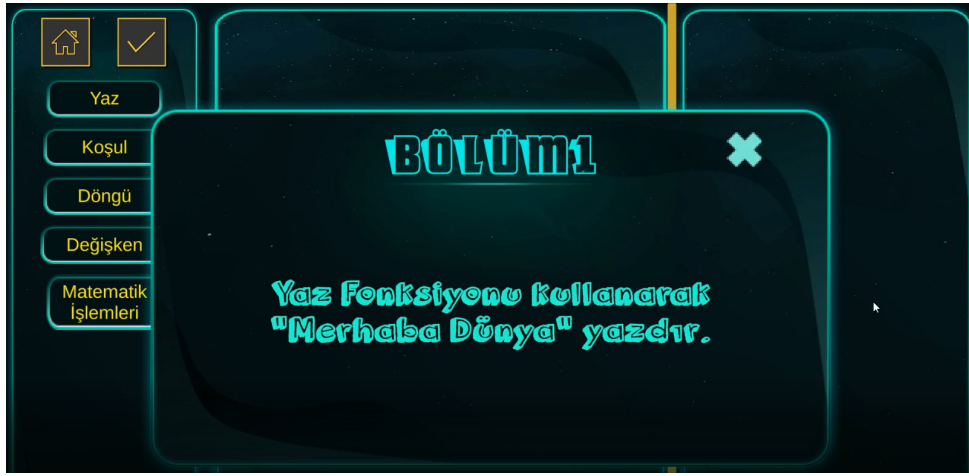 Yaz
Koşul
Döngü
Değişken
Matematik
İşlemleri
BÖLÜM1
Yaz Fonksiyonu Kullanarak
"Merhaba Dünya" yazdır.